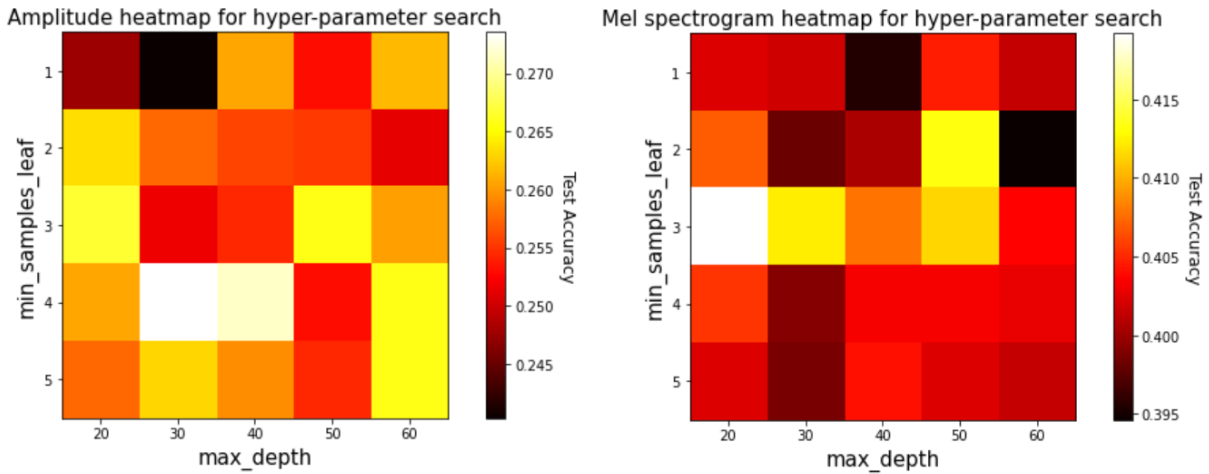 Amplitude heatmap for hyper-parameter search
min_samples_leaf
1
2
3
4
5
20 30 40 50 60
max_depth
0.270
0.265
0.260
0.255
0.250
0.245
Test Accuracy
Mel spectrogram heatmap for hyper-parameter search
min_samples_leaf
1
2
3
4
5
20 30 40 50 60
max_depth
0.415
0.410
0.405
0.400
0.395
Test Accuracy